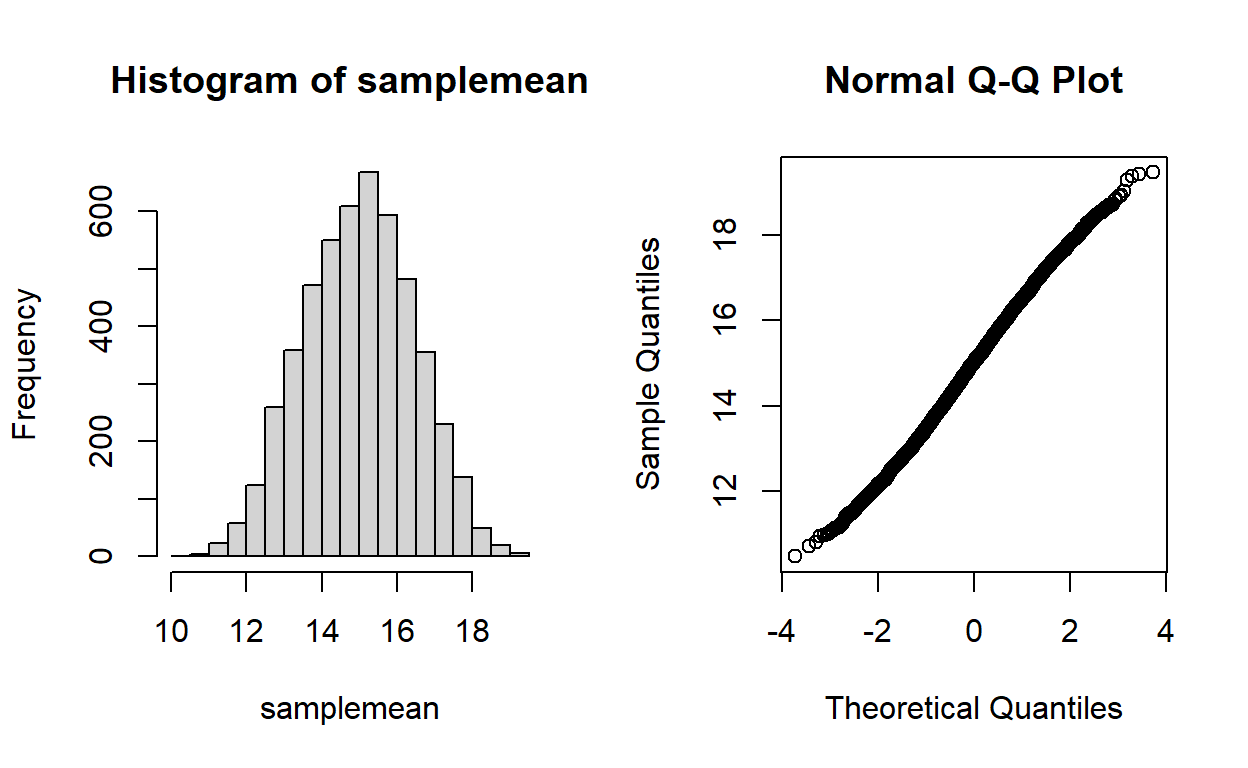 Histogram of samplemean
Frequency
0 200 400 600
10 12 14 16 18
samplemean
Normal Q-Q Plot
Sample Quantiles
12 14 16 18
-4 -2 0 2 4
Theoretical Quantiles